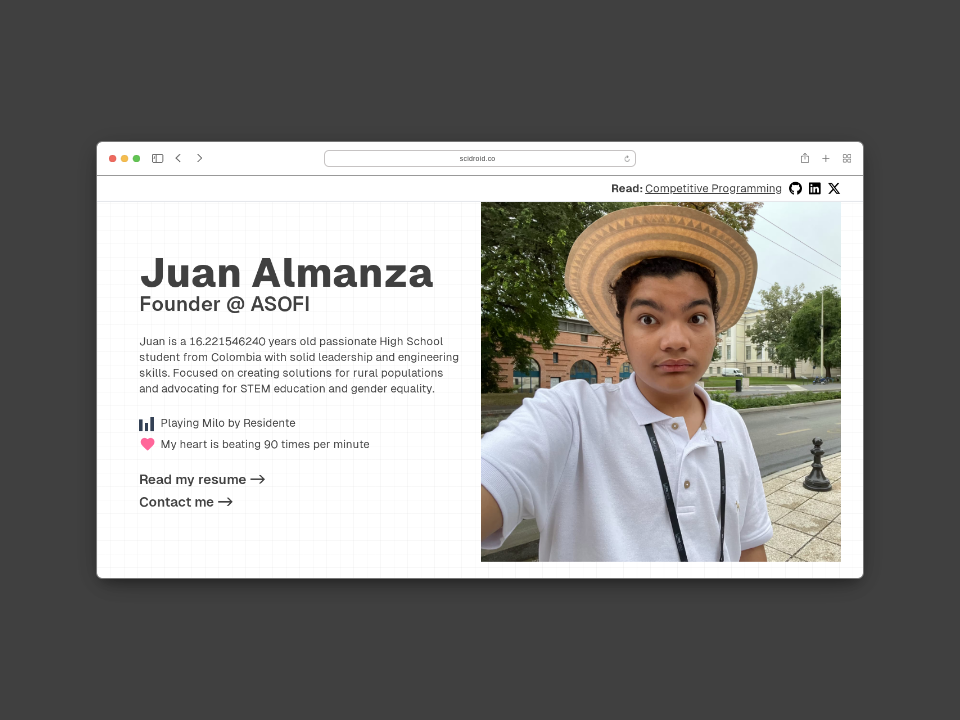 scidroid.co
Read: Competitive Programming
Juan Almanza
Founder @ ASOFI
Juan is a 16.221546240 years old passionate High School
student from Colombia with solid leadership and engineering
skills. Focused on creating solutions for rural populations
and advocating for STEM education and gender equality.
Playing Milo by Residente
My heart is beating 90 times per minute
Read my resume →
Contact me →